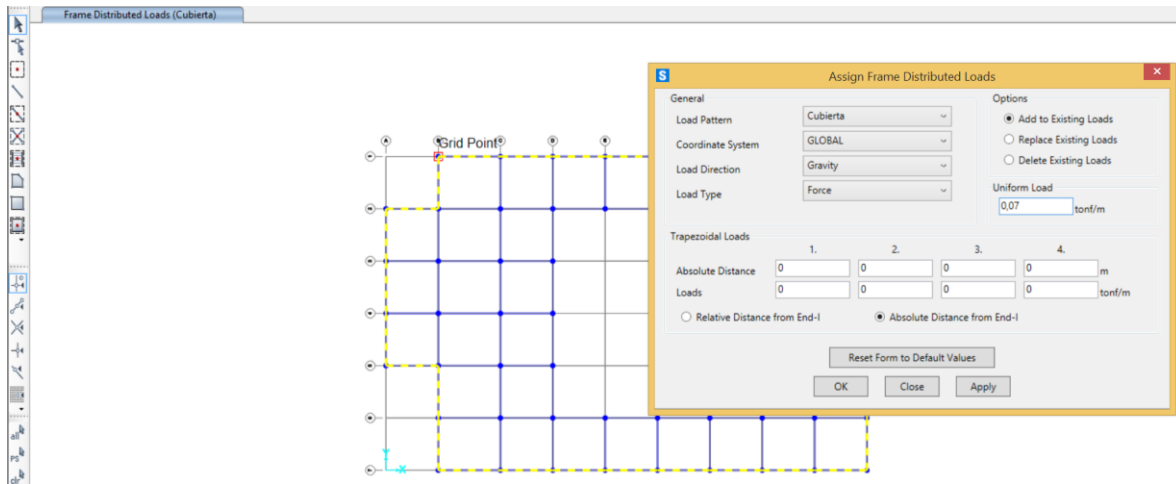 Frame Distributed Loads (Cubierta)
S
Assign Frame Distributed Loads
General
Load Pattern
Cubierta
Coordinate System
GLOBAL
Load Direction
Gravity
Load Type
Force
Options
Add to Existing Loads
Replace Existing Loads
Delete Existing Loads
Uniform Load
0,07 tonf/m
Trapezoidal Loads
1. 2. 3. 4.
Absolute Distance 0 0 0 0 m
Loads 0 0 0 0 tonf/m
Relative Distance from End-I Absolute Distance from End-I
Reset Form to Default Values
OK Close Apply
Grid Point
Y
X
all
PS
clr